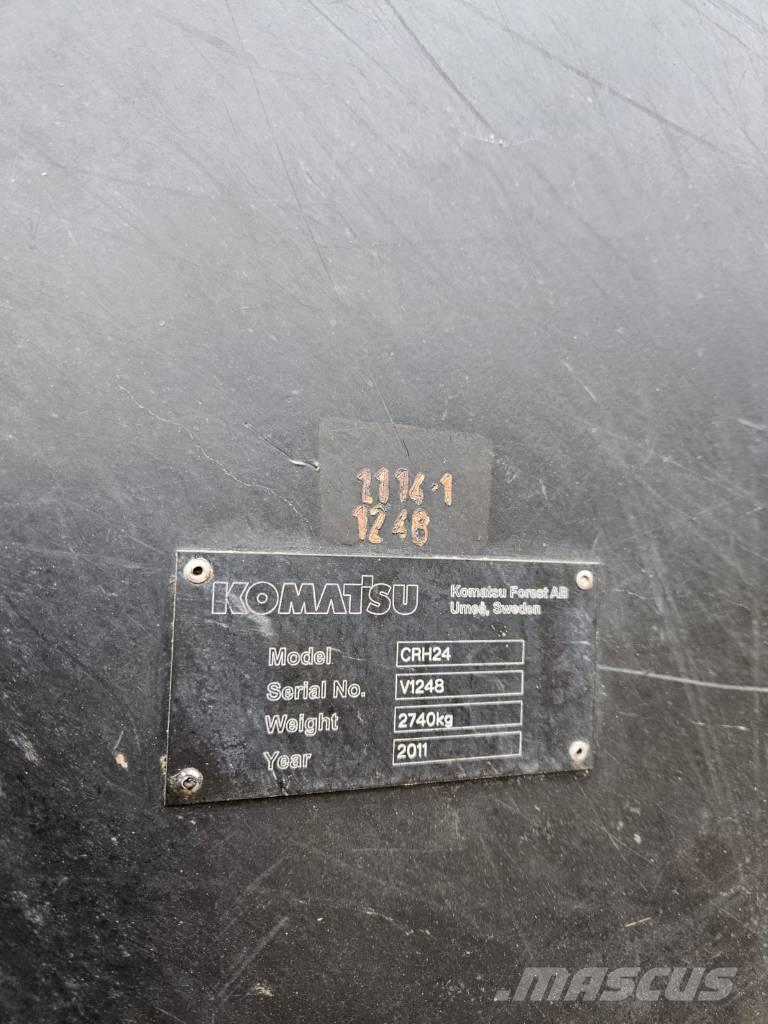 1114·1
1248
KOMATSU
Komatsu Forest AB
Umeå, Sweden
Model CRH24
Serial No. V1248
Weight 2740kg
Year 2011
MASCUS